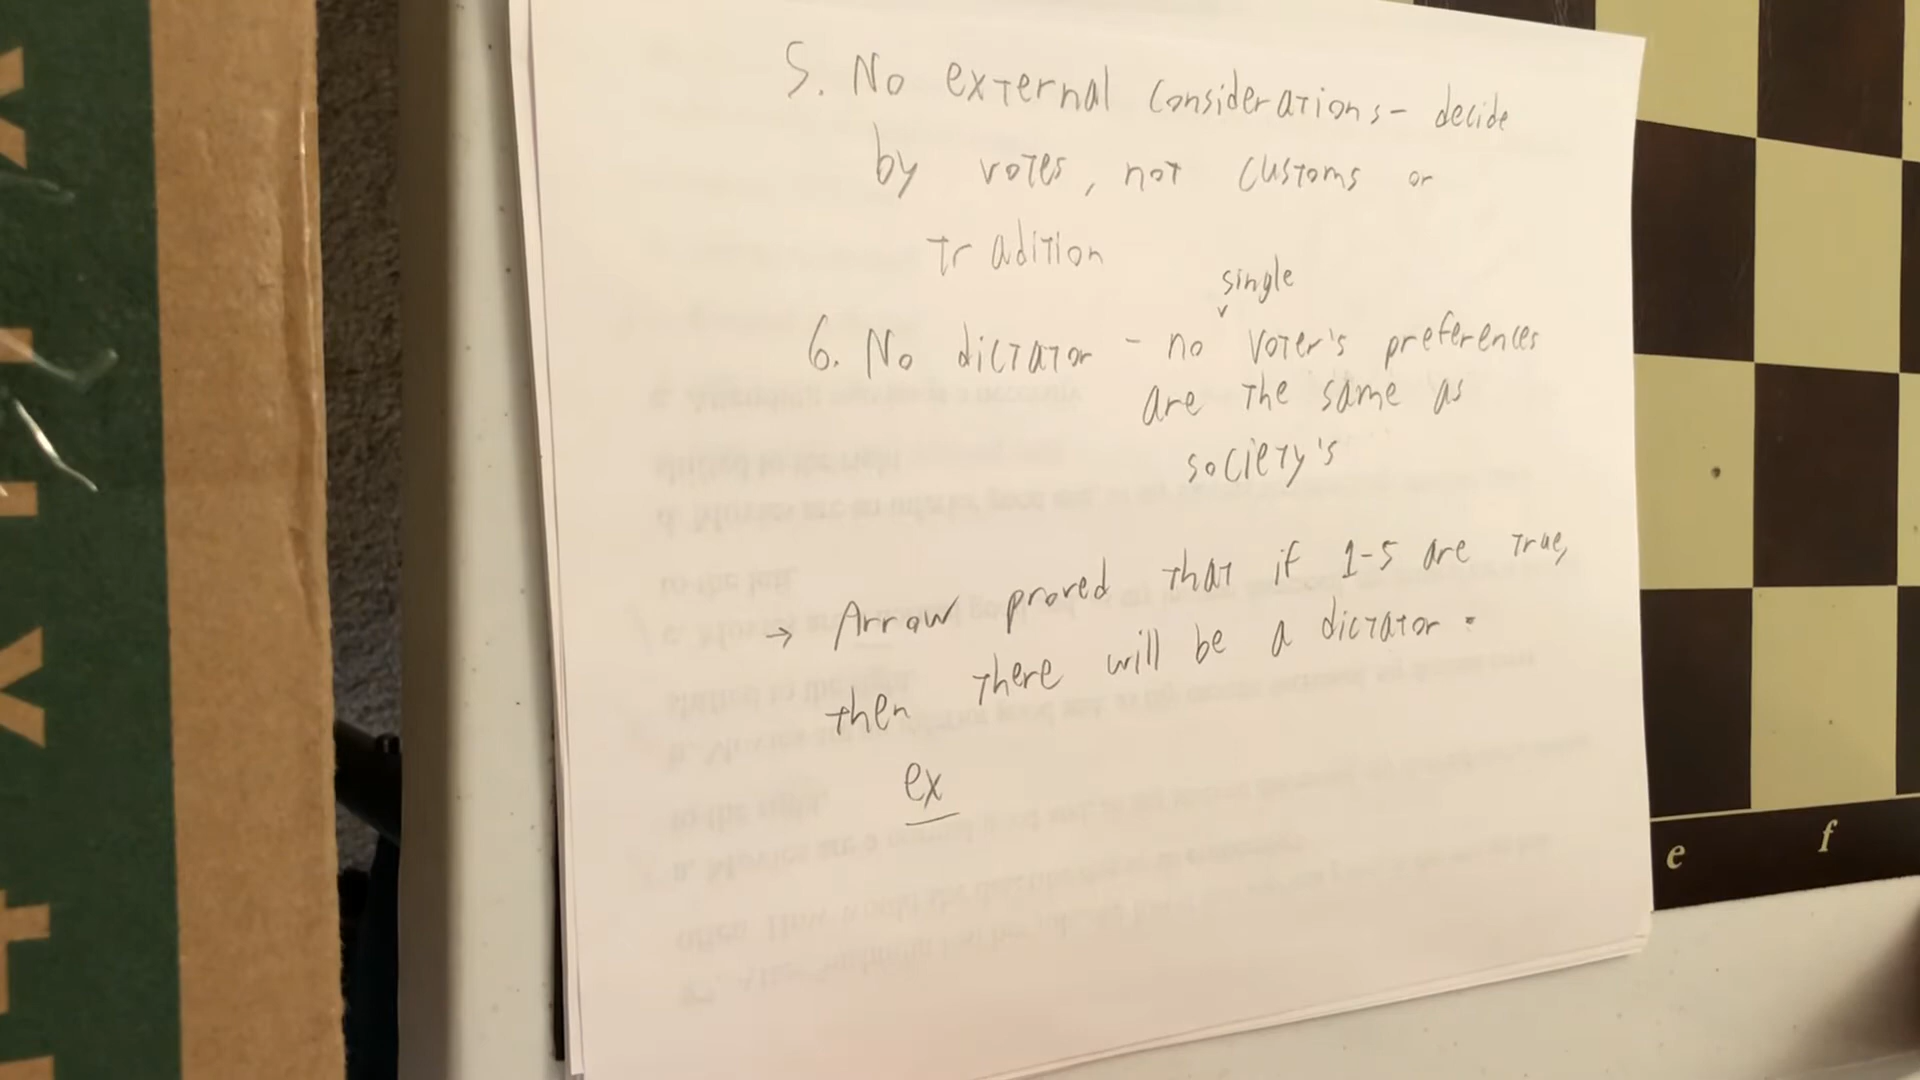 5. No external considerations - decide
by votes, not customs or
tradition
single
6. No dictator - no voter's preferences
are the same as
society's
→ Arrow proved that if 1-5 are true,
then there will be a dictator.
ex
e f